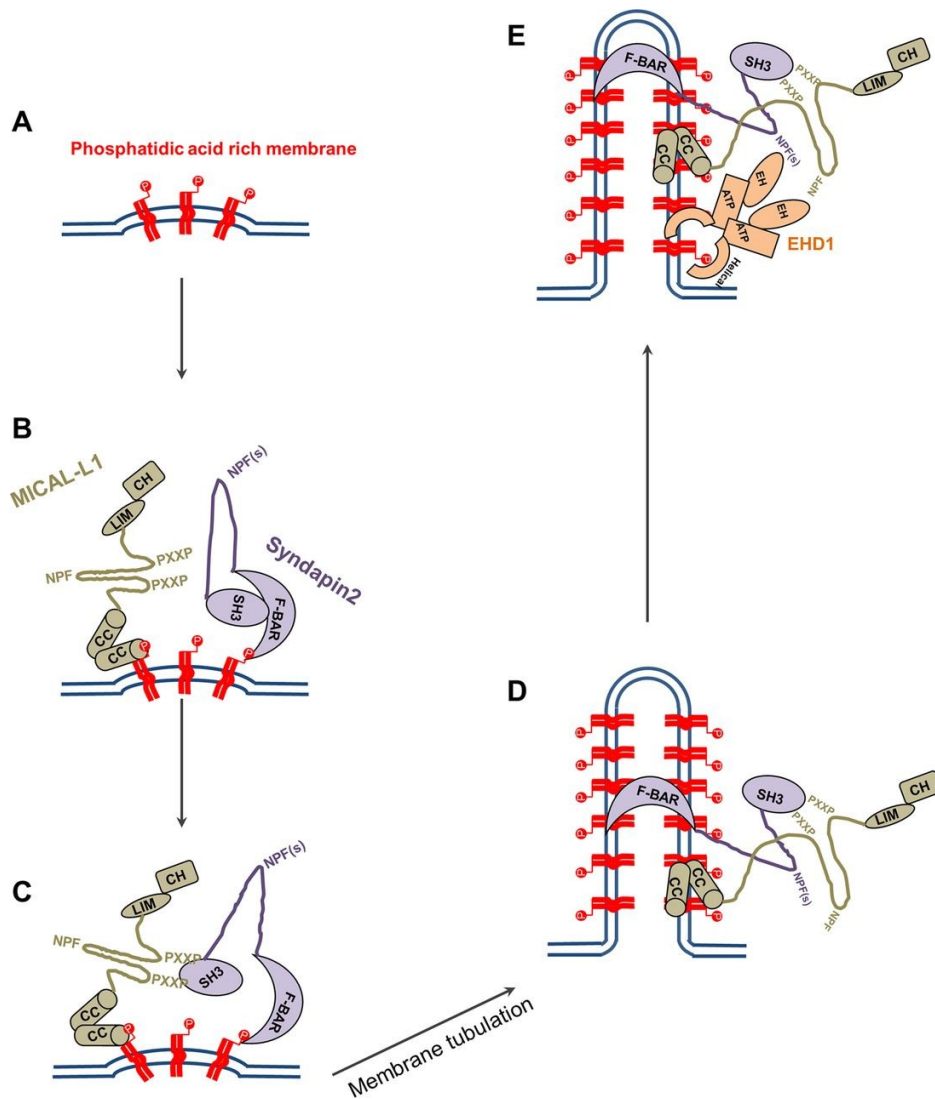 A
Phosphatidic acid rich membrane
P
P
P
B
MICAL-L1
CH
LIM
NPF
PXXP
PXXP
CC
CC
NPF(s)
Syndapin2
SH3
F-BAR
P
P
P
C
CH
LIM
NPF
PXXP
PXXP
CC
CC
NPF(s)
SH3
F-BAR
P
P
P
Membrane tubulation
D
F-BAR
SH3
PXXP
PXXP
CH
LIM
NPF(s)
NPF
CC
CC
P
P
P
P
P
P
P
P
P
P
P
E
F-BAR
SH3
PXXP
PXXP
CH
LIM
NPF(s)
NPF
CC
CC
EH
EH
ATP
ATP
EHD1
Helical
P
P
P
P
P
P
P
P
P
P
P